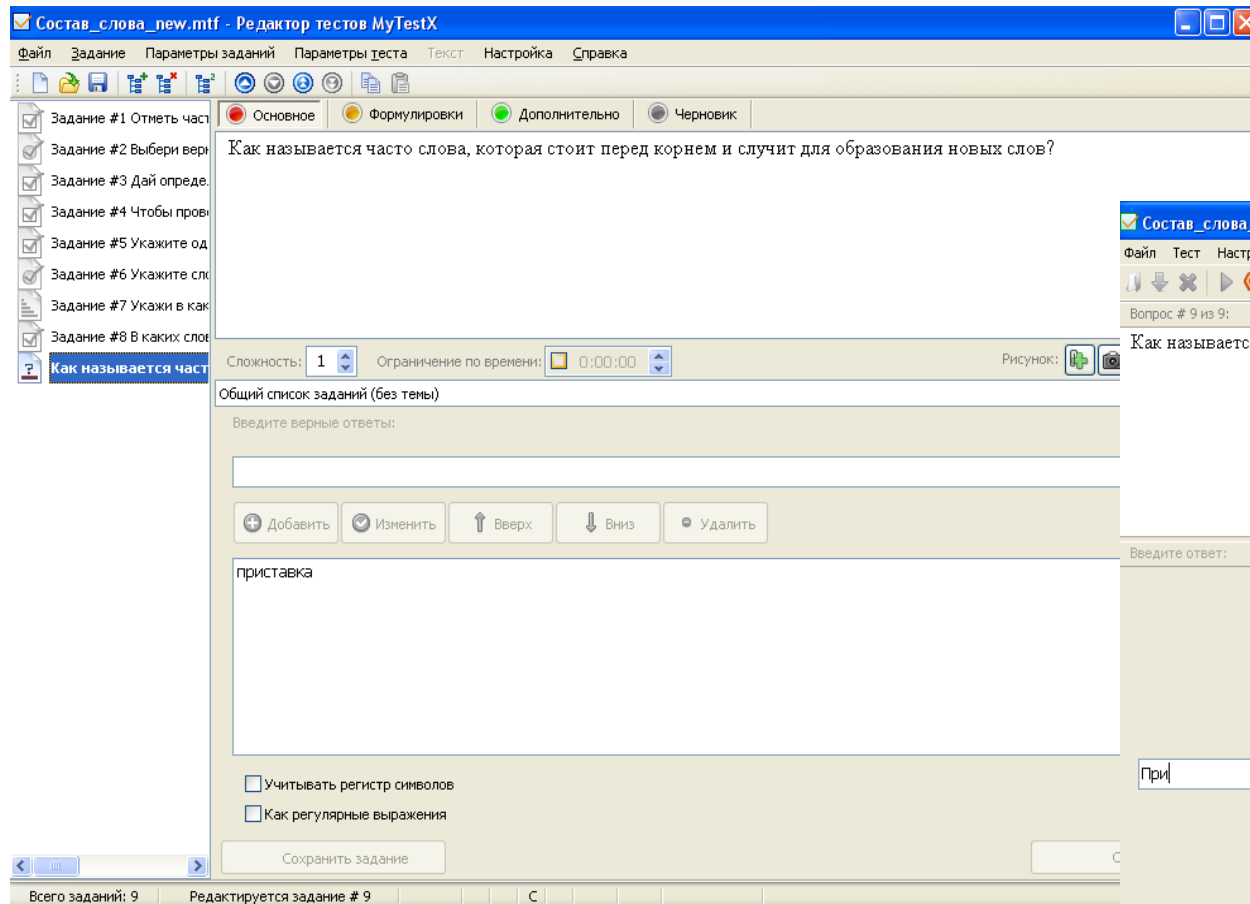 Состав_слова_new.mtf - Редактор тестов MyTestX
Файл Задание Параметры заданий Параметры теста Текст Настройка Справка
Основное Формулировки Дополнительно Черновик
Задание #1 Отметь част
Задание #2 Выбери верн
Задание #3 Дай опреде.
Задание #4 Чтобы прове
Задание #5 Укажите од
Задание #6 Укажите сло
Задание #7 Укажи в как
Задание #8 В каких слов
Как называется част
Как называется часто слова, которая стоит перед корнем и случит для образования новых слов?
Сложность: 1 Ограничение по времени: 0:00:00 Рисунок:
Общий список заданий (без темы)
Введите верные ответы:
Добавить Изменить Вверх Вниз Удалить
приставка
Учитывать регистр символов
Как регулярные выражения
Сохранить задание С
Всего заданий: 9 Редактируется задание # 9 С
Состав_слова_
Файл Тест Настр
Вопрос # 9 из 9:
Как называетс
Введите ответ:
При